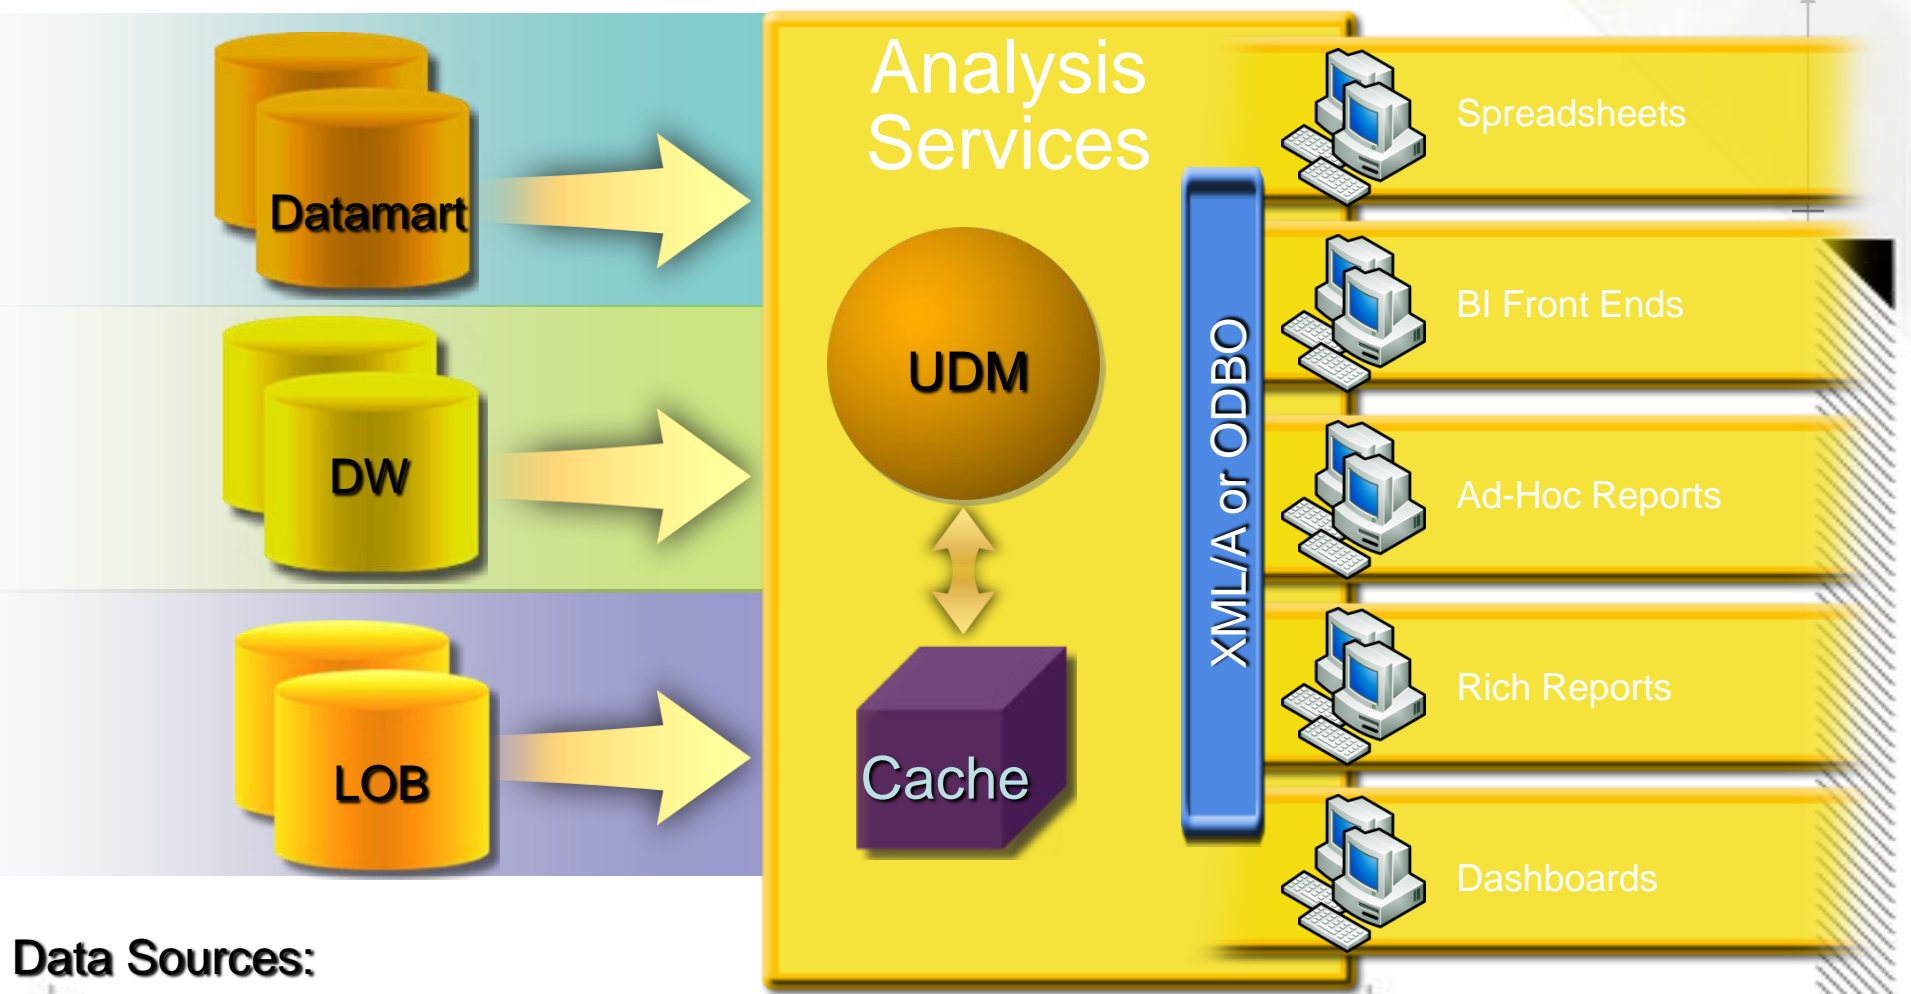 Analysis
Services
Datamart
DW
LOB
UDM
Cache
XML/A or ODBO
Spreadsheets
BI Front Ends
Ad-Hoc Reports
Rich Reports
Dashboards
Data Sources: